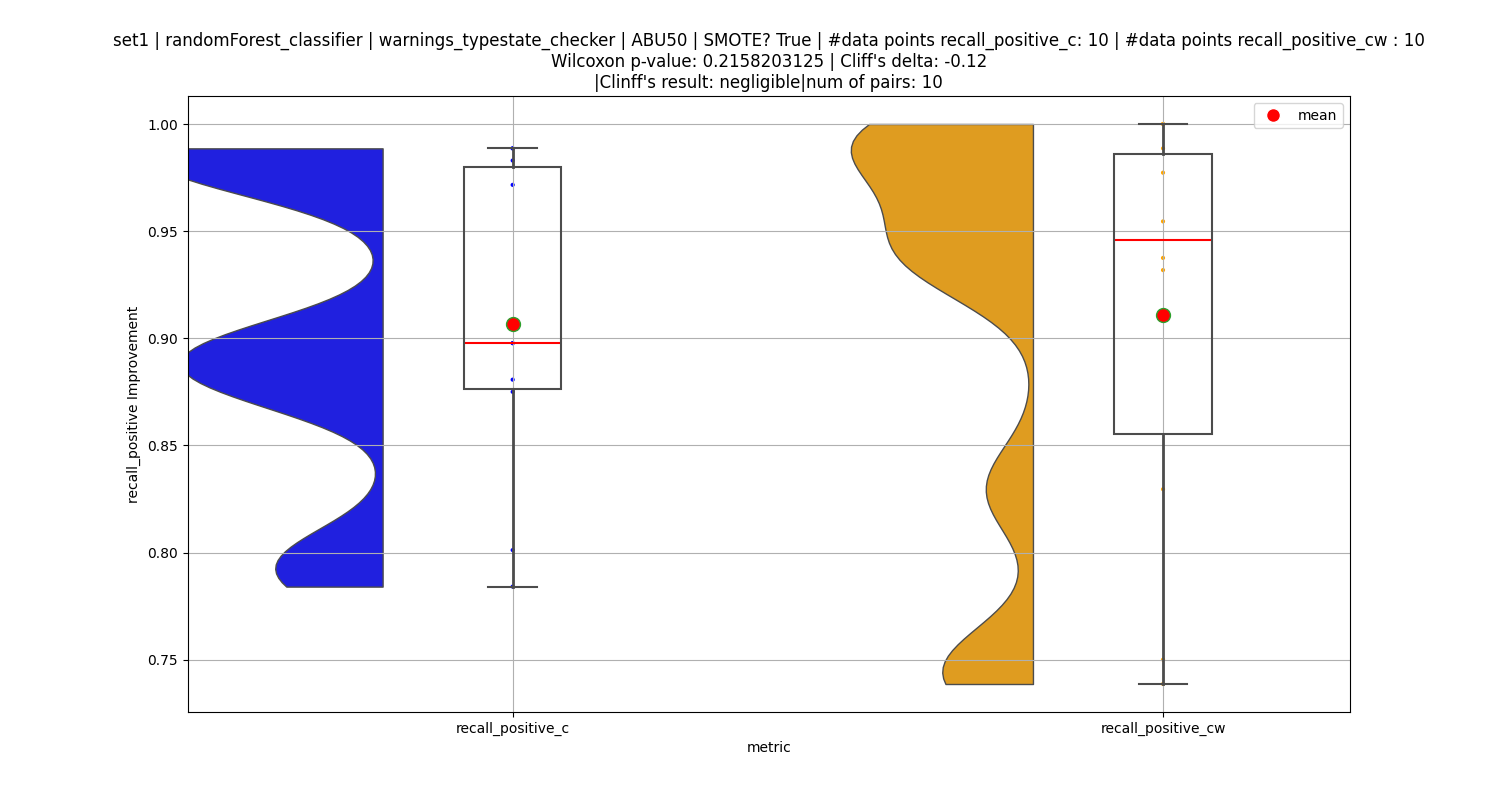 set1 | randomForest_classifier | warnings_typestate_checker | ABU50 | SMOTE? True | #data points recall_positive_c: 10 | #data points recall_positive_cw : 10
Wilcoxon p-value: 0.2158203125 | Cliff's delta: -0.12
|Clinff's result: negligible|num of pairs: 10
mean
1.00
0.95
0.90
0.85
0.80
0.75
recall_positive Improvement
recall_positive_c
recall_positive_cw
metric